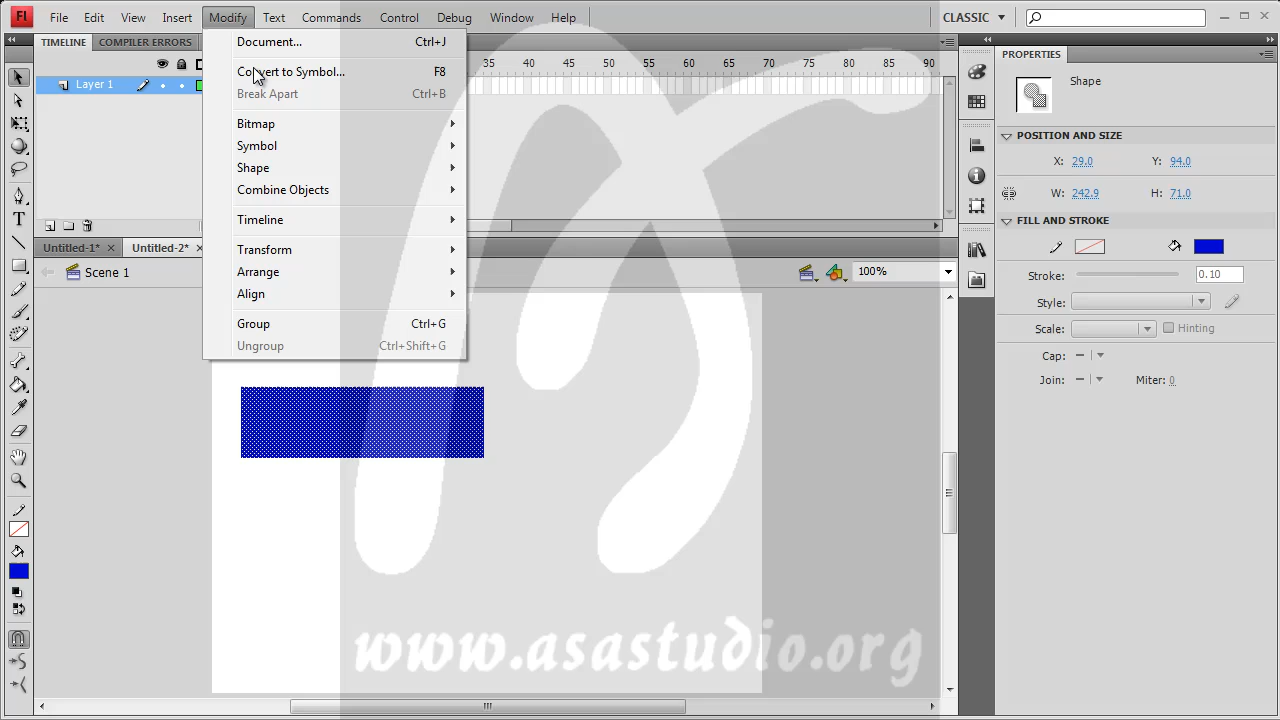 Fl File Edit View Insert Modify Text Commands Control Debug Window Help CLASSIC
TIMELINE COMPILER ERRORS
Document... Ctrl+J
Convert to Symbol... F8
Break Apart Ctrl+B
Bitmap
Symbol
Shape
Combine Objects
Timeline
Transform
Arrange
Align
Group Ctrl+G
Ungroup Ctrl+Shift+G
Layer 1
35 40 45 50 55 60 65 70 75 80 85 90
Untitled-1* Untitled-2*
Scene 1 100%
PROPERTIES
Shape
POSITION AND SIZE
X: 29.0 Y: 94.0
W: 242.9 H: 71.0
FILL AND STROKE
Stroke: 0.10
Style:
Scale: Hinting
Cap:
Join: Miter: 0
www.asastudio.org